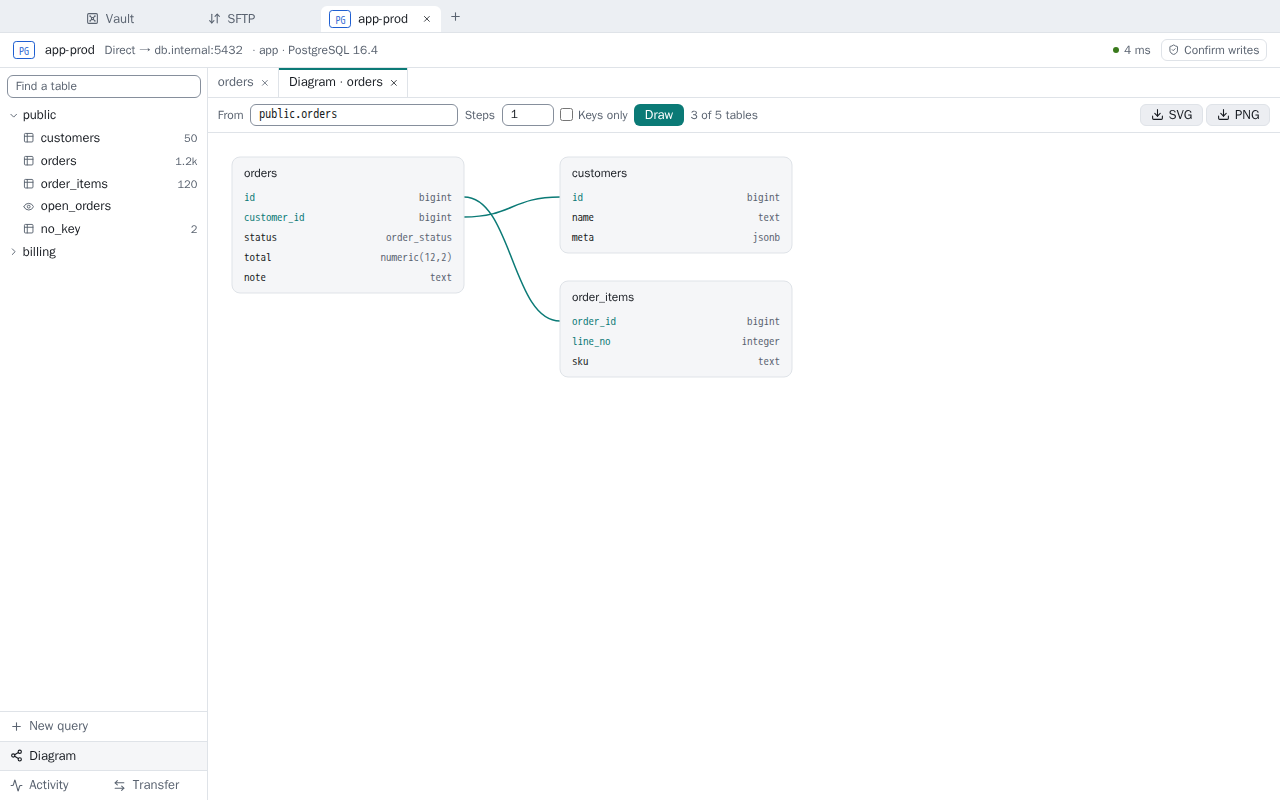 Vault
SFTP
PG app-prod
PG app-prod Direct → db.internal:5432 · app · PostgreSQL 16.4
4 ms
Confirm writes
Find a table
public
customers 50
orders 1.2k
order_items 120
open_orders
no_key 2
billing
New query
Diagram
Activity
Transfer
orders
Diagram · orders
From public.orders Steps 1 Keys only Draw 3 of 5 tables
SVG
PNG
orders
id bigint
customer_id bigint
status order_status
total numeric(12,2)
note text
customers
id bigint
name text
meta jsonb
order_items
order_id bigint
line_no integer
sku text